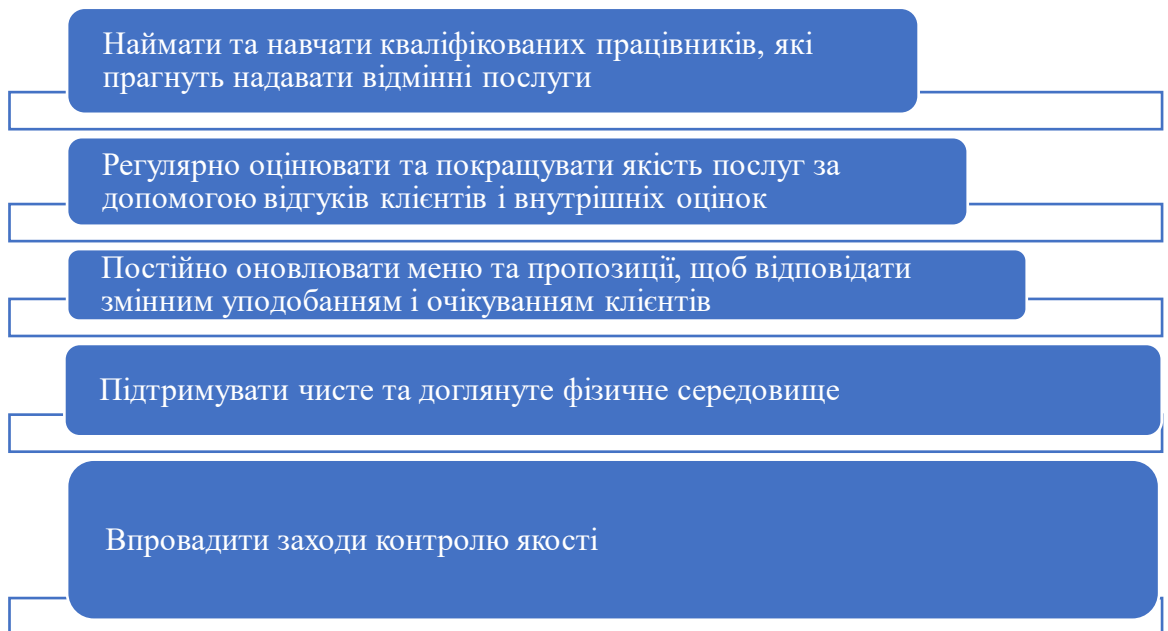 Наймати та навчати кваліфікованих працівників, які
прагнуть надавати відмінні послуги
Регулярно оцінювати та покращувати якість послуг за
допомогою відгуків клієнтів і внутрішніх оцінок
Постійно оновлювати меню та пропозиції, щоб відповідати
змінним уподобанням і очікуванням клієнтів
Підтримувати чисте та доглянуте фізичне середовище
Впровадити заходи контролю якості